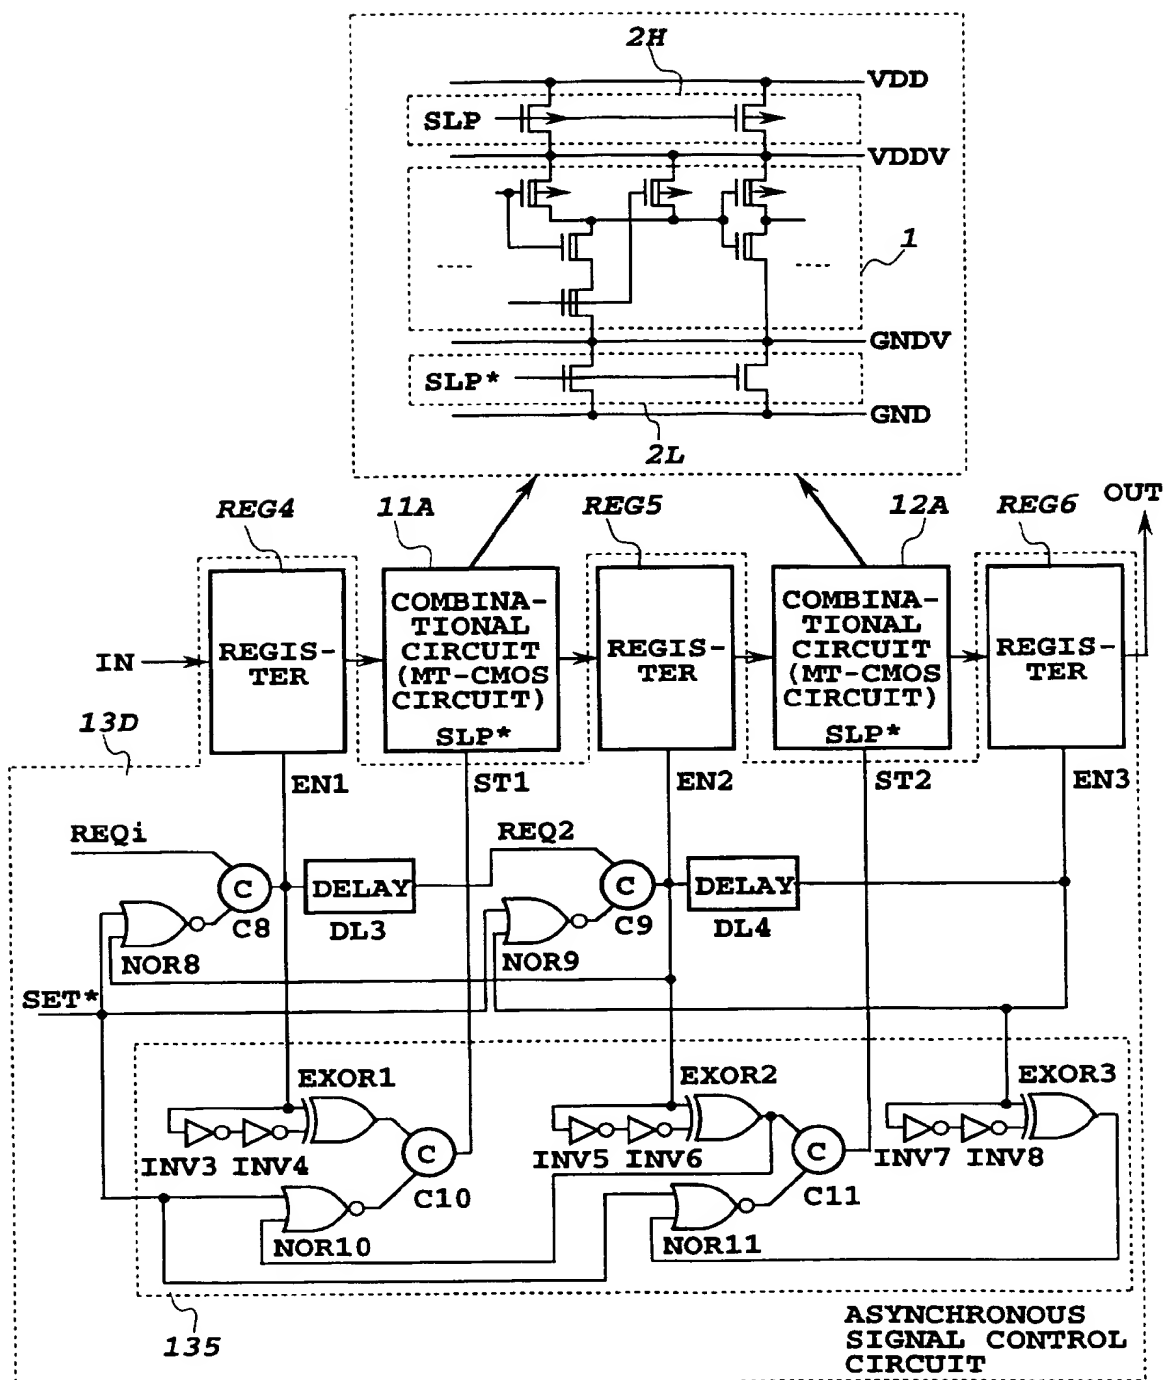 2H
VDD
SLP
VDDV
1
GNDV
SLP*
GND
2L
REG4
11A
REG5
12A
REG6
OUT
IN
REGIS-
TER
COMBINA-
TIONAL
CIRCUIT
(MT-CMOS
CIRCUIT)
SLP*
REGIS-
TER
COMBINA-
TIONAL
CIRCUIT
(MT-CMOS
CIRCUIT)
SLP*
REGIS-
TER
13D
EN1
ST1
EN2
ST2
EN3
REQi
REQ2
C
DELAY
C
DELAY
C8
DL3
C9
DL4
NOR8
NOR9
SET*
EXOR1
EXOR2
EXOR3
INV3
INV4
C
C10
INV5
INV6
C
C11
INV7
INV8
NOR10
NOR11
135
ASYNCHRONOUS
SIGNAL CONTROL
CIRCUIT